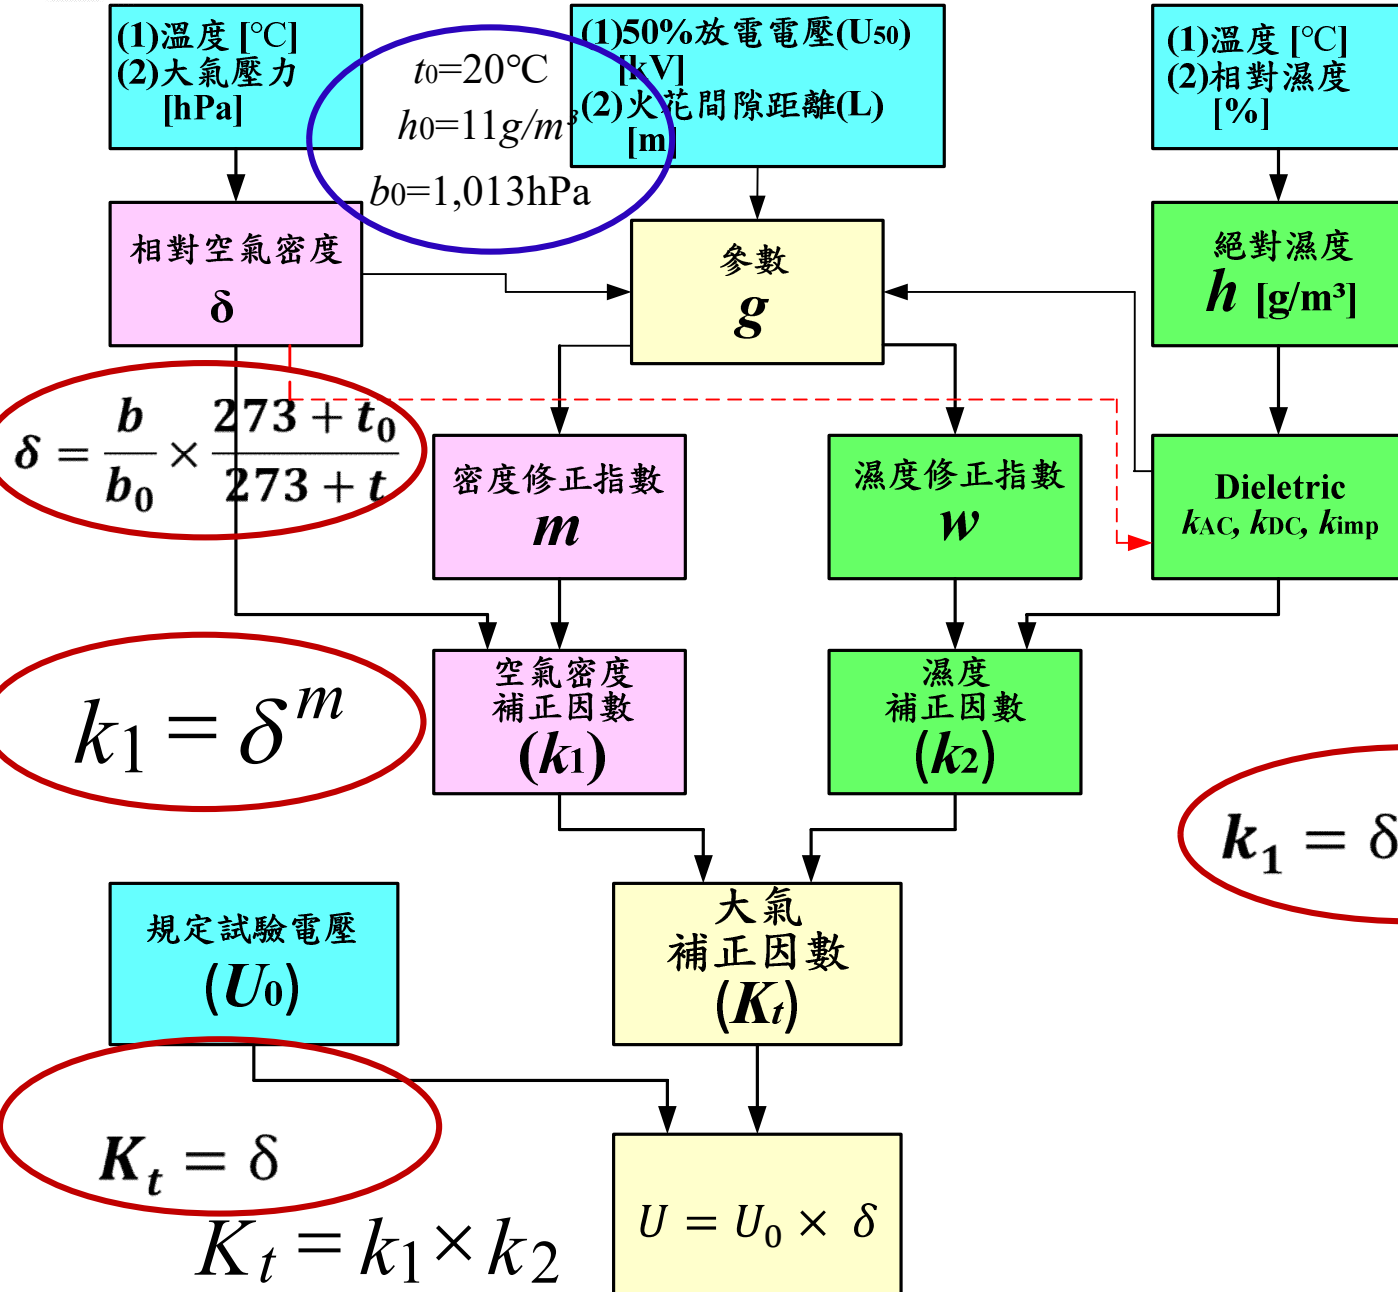 (1)溫度 [°C]
(2)大氣壓力
[hPa]
t0=20°C
h0=11g/m³
b0=1,013hPa
(1)50%放電電壓(U50)
[kV]
(2)火花間隙距離(L)
[m]
(1)溫度 [°C]
(2)相對濕度
[%]
相對空氣密度
δ
參數
g
絕對濕度
h [g/m³]
δ = b/b₀ × (273 + t₀)/(273 + t)
密度修正指數
m
濕度修正指數
w
Dieletric
kAC, kDC, kimp
k₁ = δᵐ
空氣密度
補正因數
(k1)
濕度
補正因數
(k2)
k₁ = δ
規定試驗電壓
(U0)
大氣
補正因數
(Kt)
Kₜ = δ
Kₜ = k₁ × k₂
U = U₀ × δ